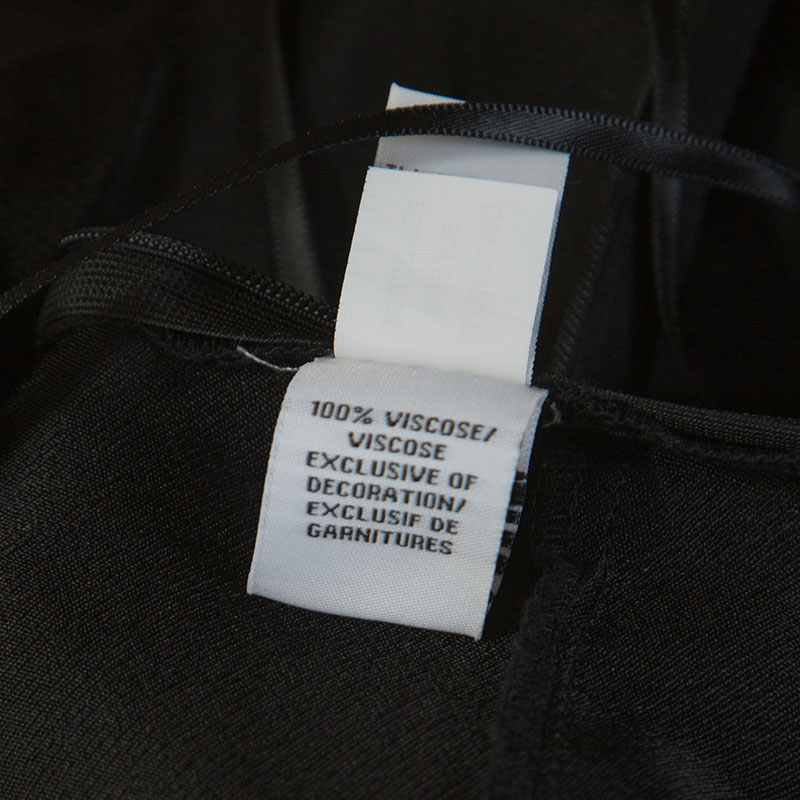 100% VISCOSE/
VISCOSE
EXCLUSIVE OF
DECORATION/
EXCLUSIF DE
GARNITURES